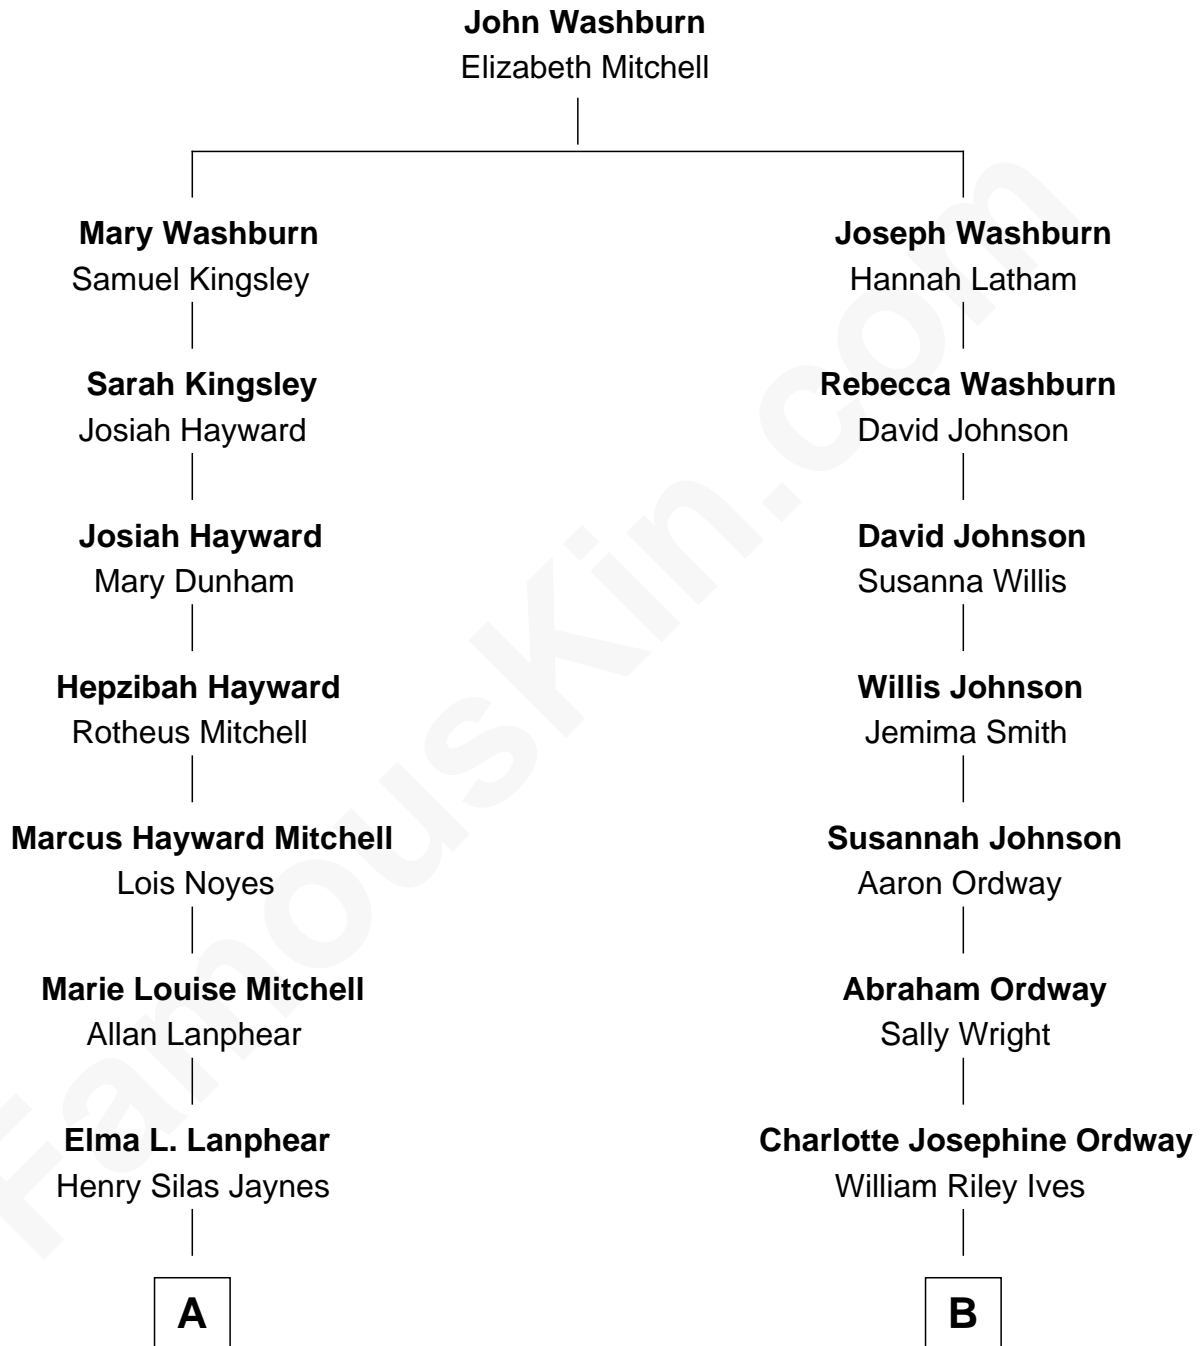 John Washburn
Elizabeth Mitchell
Mary Washburn
Samuel Kingsley
Joseph Washburn
Hannah Latham
Sarah Kingsley
Josiah Hayward
Rebecca Washburn
David Johnson
Josiah Hayward
Mary Dunham
David Johnson
Susanna Willis
Hepzibah Hayward
Rotheus Mitchell
Willis Johnson
Jemima Smith
Marcus Hayward Mitchell
Lois Noyes
Susannah Johnson
Aaron Ordway
Marie Louise Mitchell
Allan Lanphear
Abraham Ordway
Sally Wright
Elma L. Lanphear
Henry Silas Jaynes
Charlotte Josephine Ordway
William Riley Ives
A
B
FamousKin.com